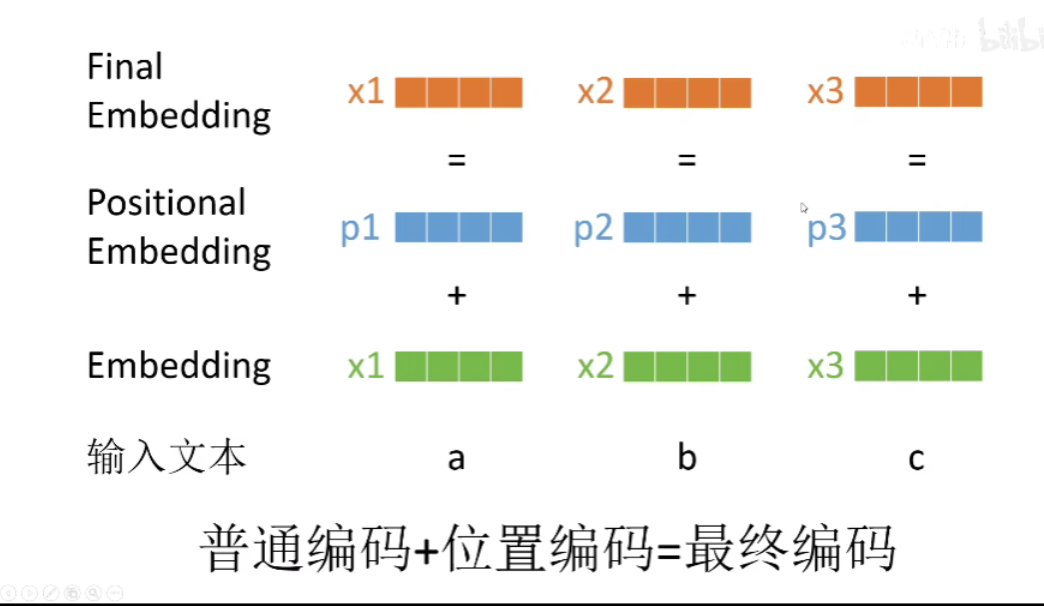 Final
Embedding
x1 x2 x3
= = =
Positional
Embedding
p1 p2 p3
+ + +
Embedding x1 x2 x3
输入文本 a b c
普通编码+位置编码=最终编码